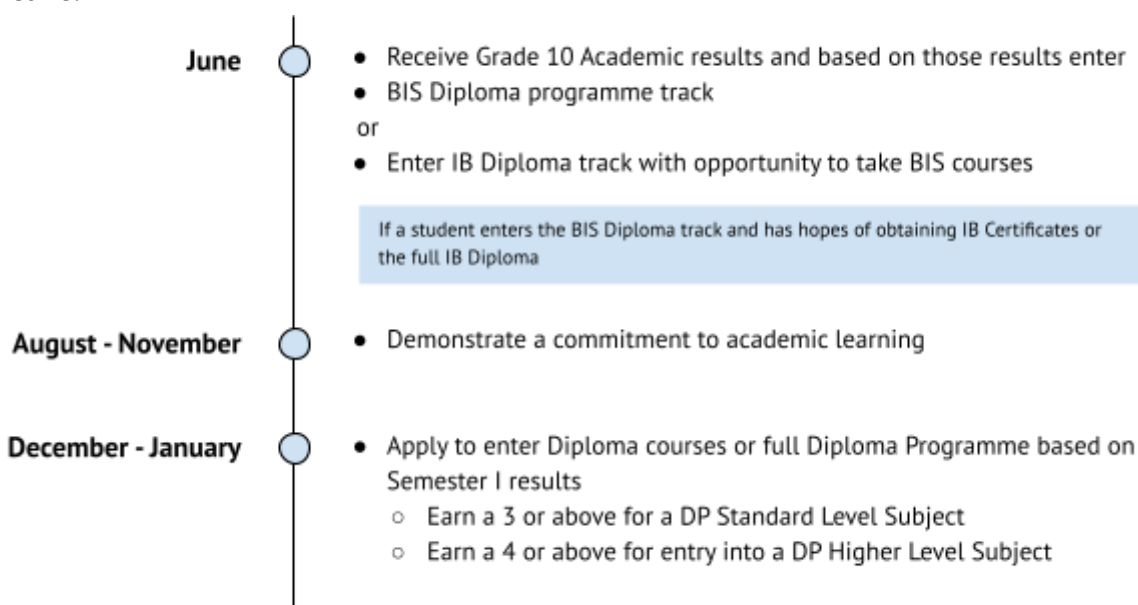 June
● Receive Grade 10 Academic results and based on those results enter
● BIS Diploma programme track
or
● Enter IB Diploma track with opportunity to take BIS courses
If a student enters the BIS Diploma track and has hopes of obtaining IB Certificates or
the full IB Diploma
August - November
● Demonstrate a commitment to academic learning
December - January
● Apply to enter Diploma courses or full Diploma Programme based on
Semester I results
○ Earn a 3 or above for a DP Standard Level Subject
○ Earn a 4 or above for entry into a DP Higher Level Subject